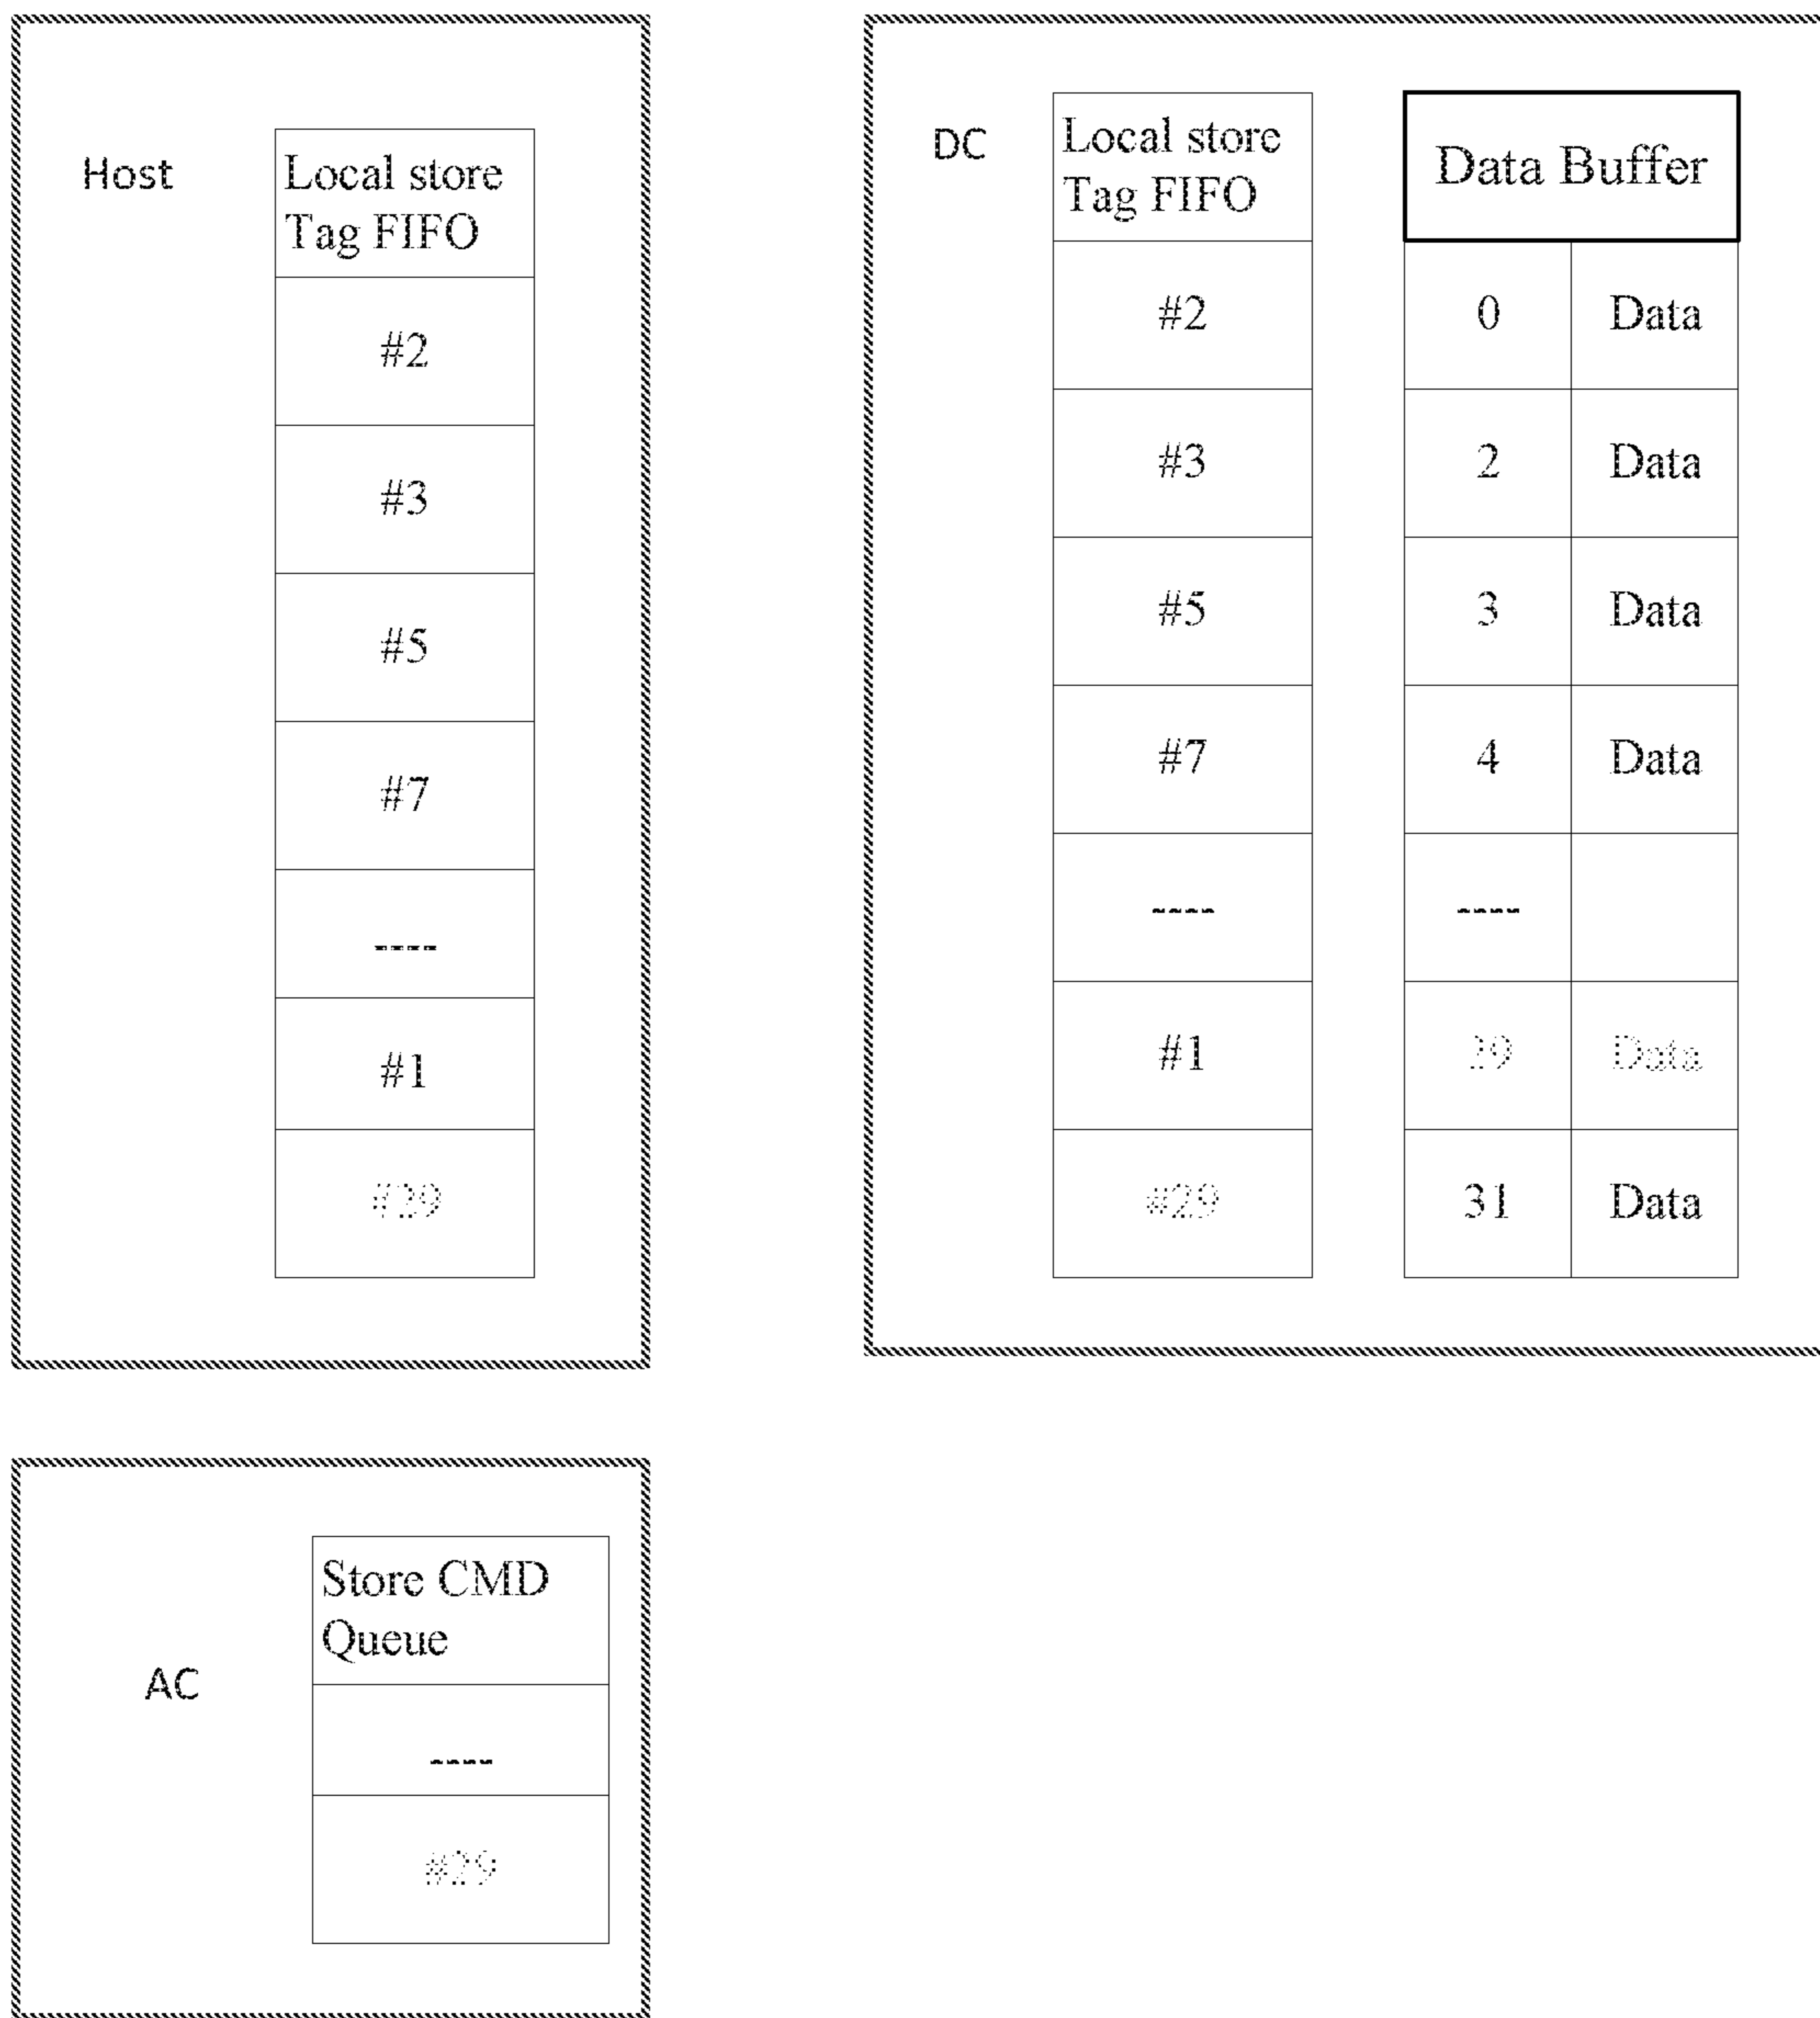 Host
Local store
Tag FIFO
#2
#3
#5
#7
----
#1
#29
DC
Local store
Tag FIFO
#2
#3
#5
#7
----
#1
#29
Data Buffer
0 Data
2 Data
3 Data
4 Data
----
29 Data
31 Data
AC
Store CMD
Queue
----
#29